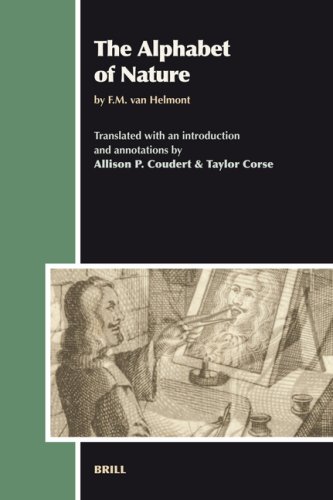 The Alphabet
of Nature
by F.M. van Helmont
Translated with an introduction
and annotations by
Allison P. Coudert & Taylor Corse
BRILL